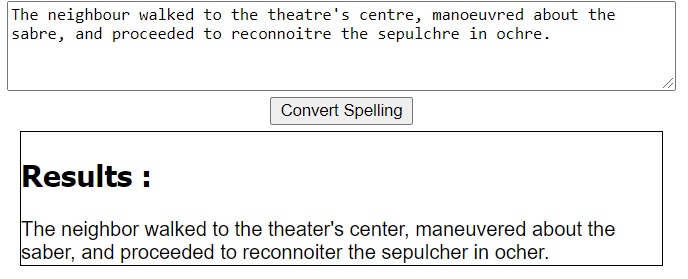 The neighbour walked to the theatre's centre, manoeuvred about the
sabre, and proceeded to reconnoitre the sepulchre in ochre.
Convert Spelling
Results :
The neighbor walked to the theater's center, maneuvered about the
saber, and proceeded to reconnoiter the sepulcher in ocher.